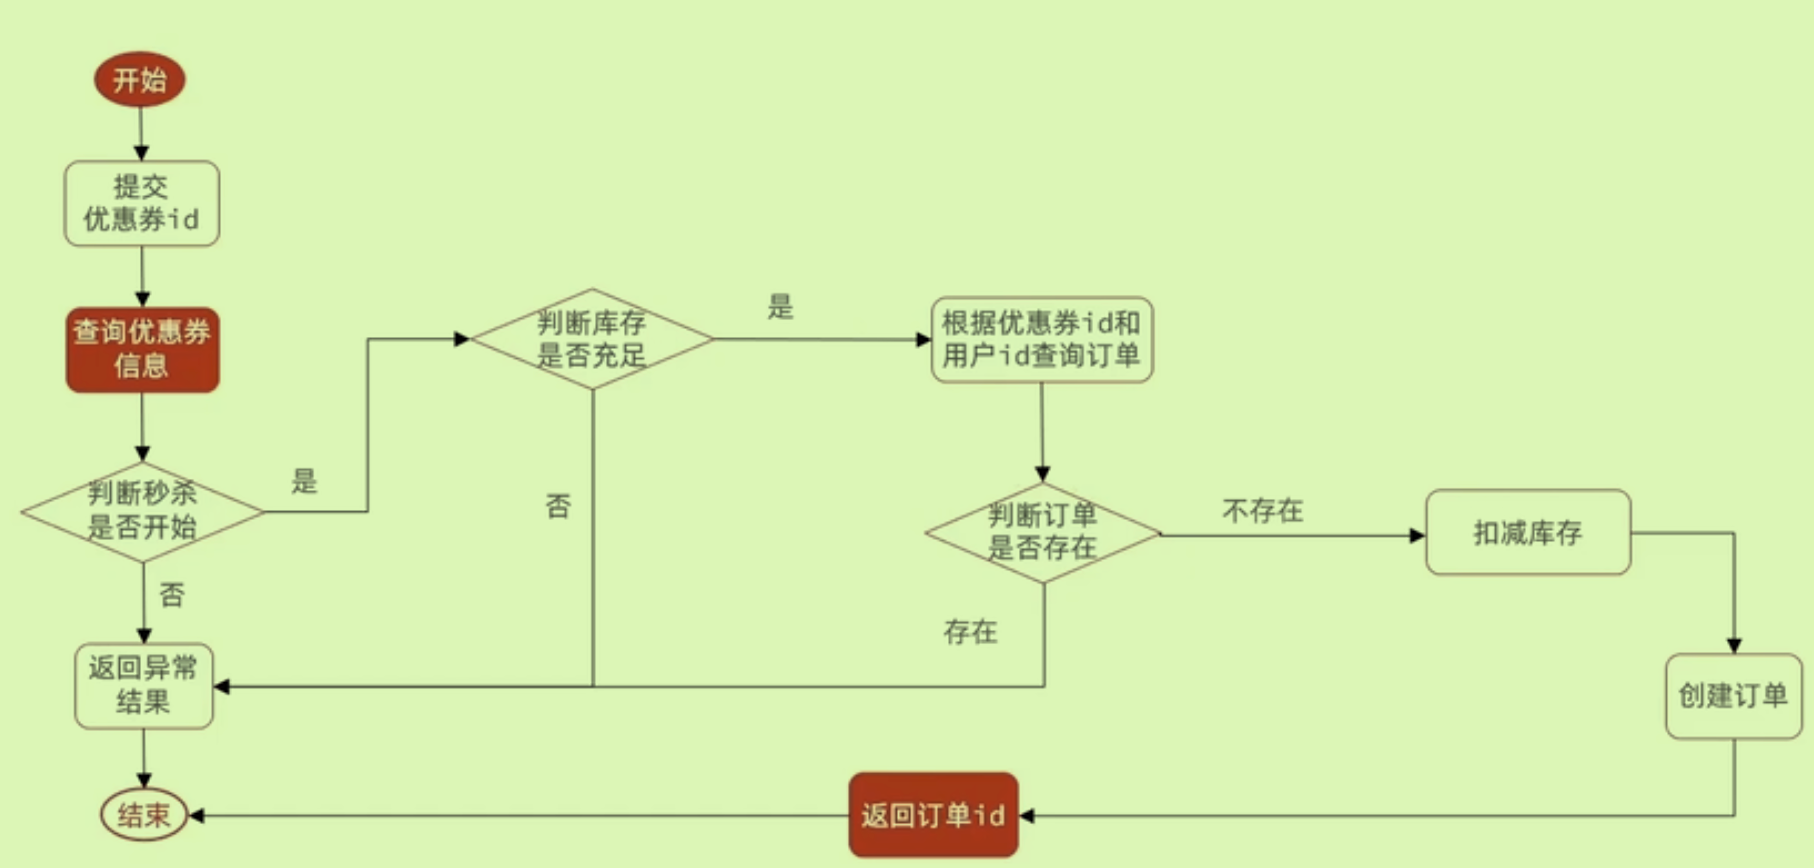 开始
提交
优惠券id
查询优惠券
信息
判断秒杀
是否开始
是
否
返回异常
结果
结束
判断库存
是否充足
是
否
根据优惠券id和
用户id查询订单
判断订单
是否存在
不存在
存在
扣减库存
创建订单
返回订单id